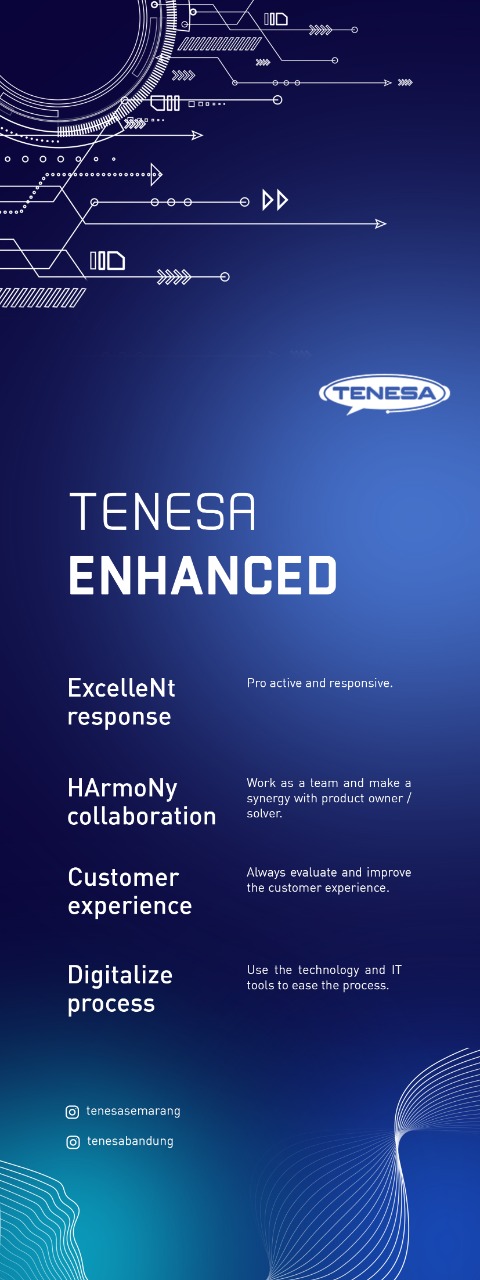 TENESA
TENESA
ENHANCED
ExcelleNt
response
Pro active and responsive.
HArmoNy
collaboration
Work as a team and make a
synergy with product owner /
solver.
Customer
experience
Always evaluate and improve
the customer experience.
Digitalize
process
Use the technology and IT
tools to ease the process.
tenesasemarang
tenesabandung